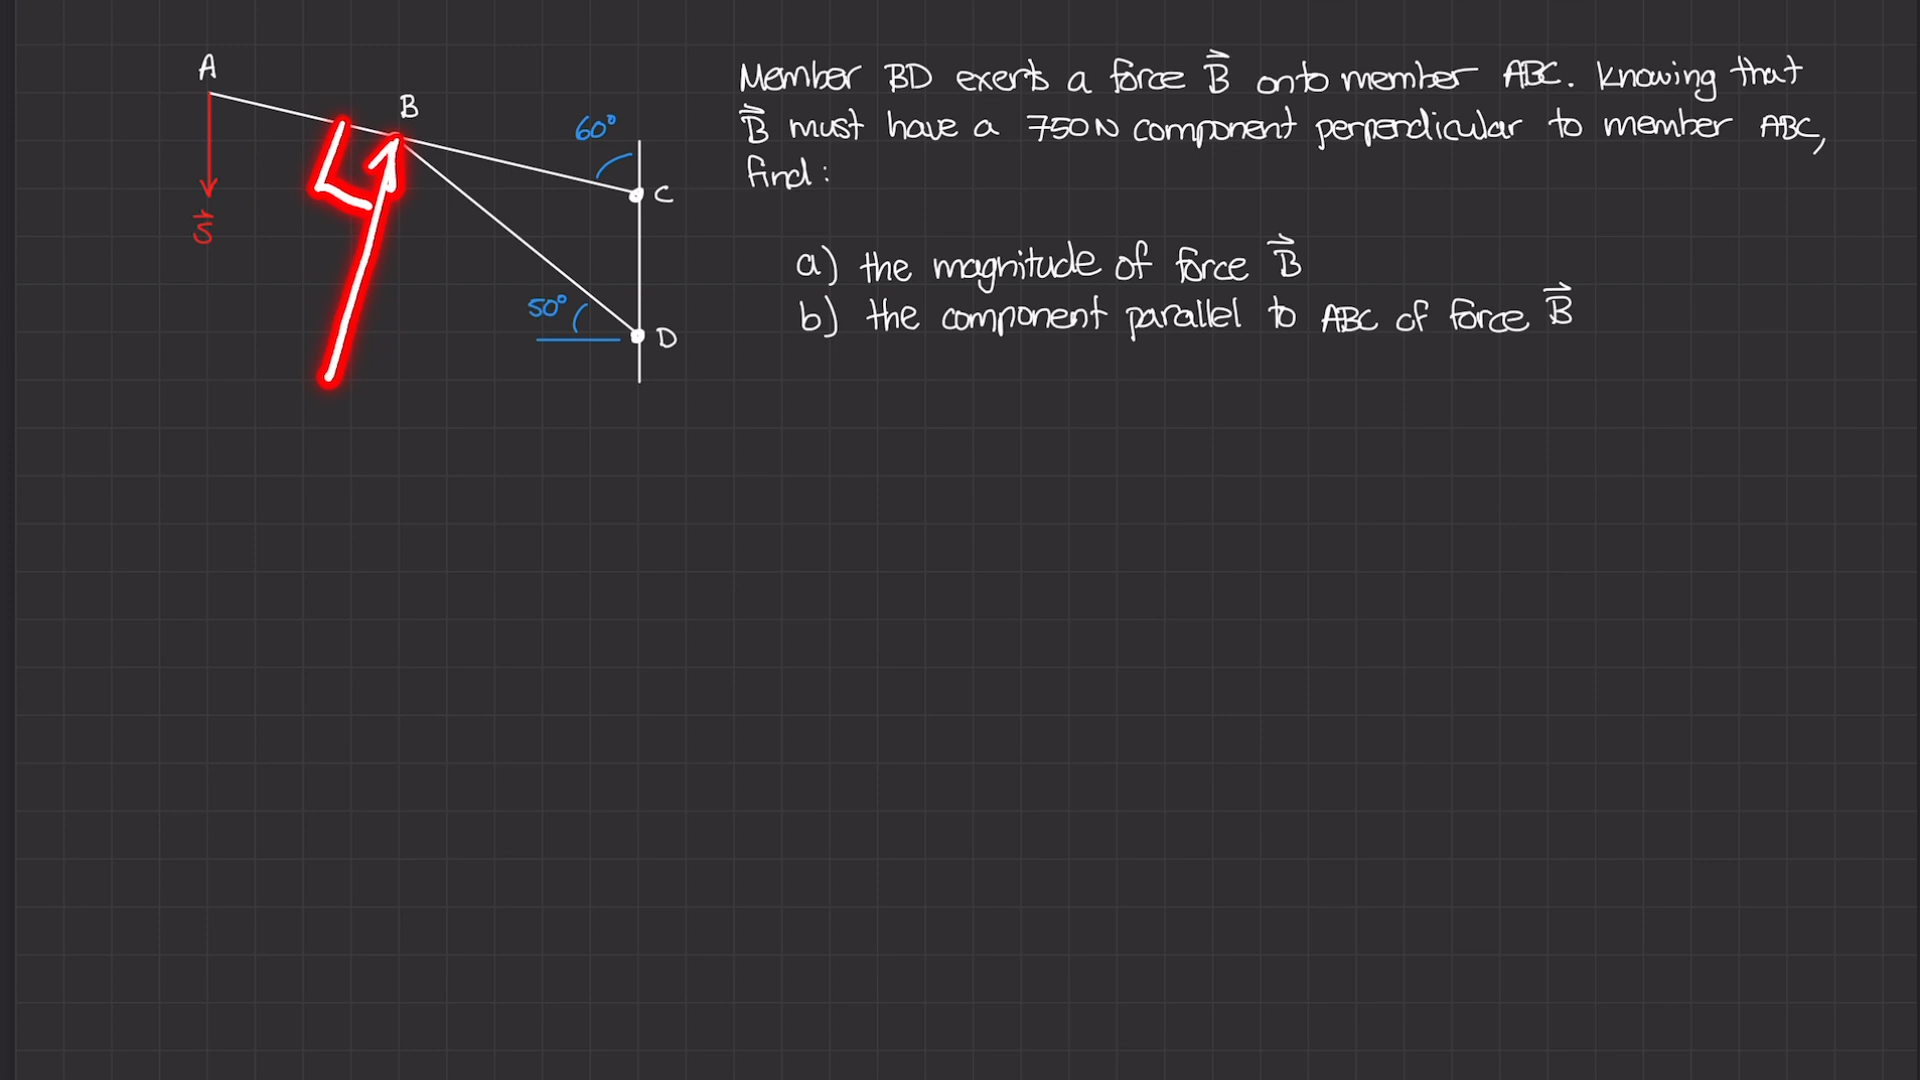 A
B
60°
C
50°
D
Member BD exerts a force B⃗ onto member ABC. Knowing that
B⃗ must have a 750N component perpendicular to member ABC,
find:
a) the magnitude of force B⃗
b) the component parallel to ABC of force B⃗